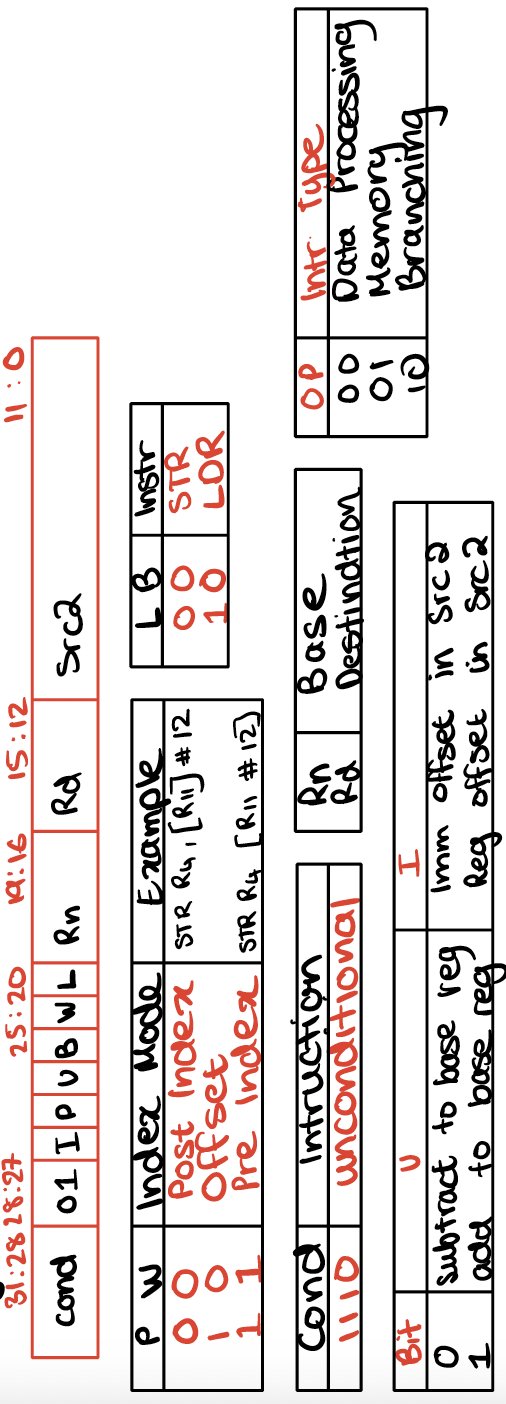 31:28 28:27 25:20 19:16 15:12 11:0
cond 01 I P U B W L Rn Rd Src2
P W Index Mode Example
0 0 Post Index STR R4, [R11] #12
1 0 Offset
1 1 Pre Index STR R4 [R11 #12]
L B Instr
0 0 STR
1 0 LDR
Cond Intruction
1110 unconditional
Rn Base
Rd Destindtion
OP Intr Type
00 Data Processing
01 Memory
10 Branching
Bit U I
0 subtract to base reg Imm offset in Src2
1 add to base reg Reg offset in Src2